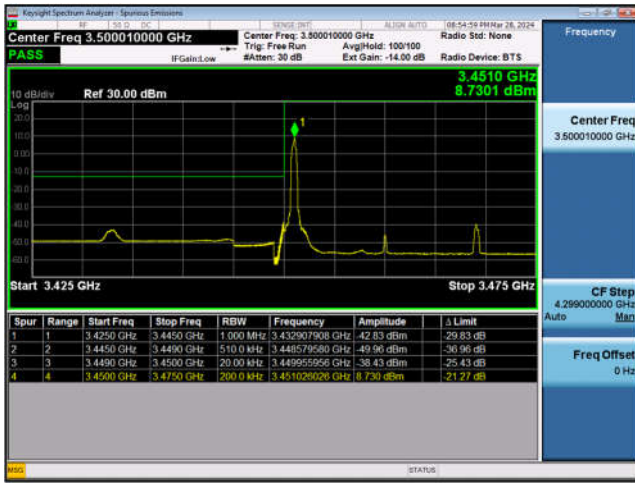 Keysight Spectrum Analyzer - Spurious Emissions
RF 50 Ω DC SENSE:INT ALIGN AUTO 08:54:59 PM Mar 28, 2024
Center Freq 3.500010000 GHz
PASS
IFGain:Low
Center Freq: 3.500010000 GHz
Trig: Free Run Avg|Hold: 100/100
#Atten: 30 dB Ext Gain: -14.00 dB
Radio Std: None
Radio Device: BTS
Frequency
3.4510 GHz
8.7301 dBm
10 dB/div Ref 30.00 dBm
Log
20.0
10.0
0.00
-10.0
-20.0
-30.0
-40.0
-50.0
-60.0
1
Start 3.425 GHz Stop 3.475 GHz
Center Freq
3.500010000 GHz
CF Step
4.299000000 GHz
Auto Man
Freq Offset
0 Hz
Spur Range Start Freq Stop Freq RBW Frequency Amplitude Δ Limit
1 1 3.4250 GHz 3.4450 GHz 1.000 MHz 3.432907908 GHz -42.83 dBm -29.83 dB
2 2 3.4450 GHz 3.4490 GHz 510.0 kHz 3.448579580 GHz -49.96 dBm -36.96 dB
3 3 3.4490 GHz 3.4500 GHz 20.00 kHz 3.449955956 GHz -38.43 dBm -25.43 dB
4 4 3.4500 GHz 3.4750 GHz 200.0 kHz 3.451026026 GHz 8.730 dBm -21.27 dB
MSG STATUS